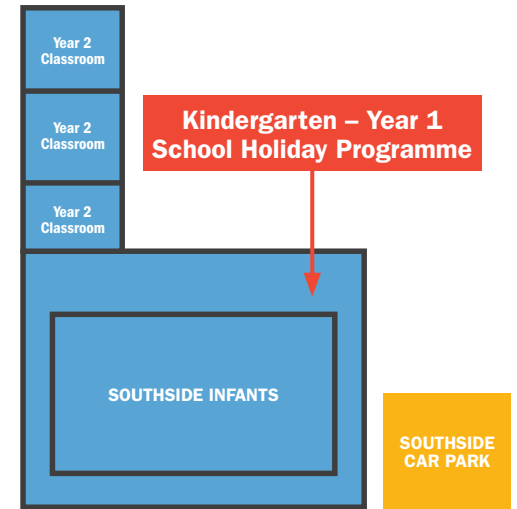 Year 2
Classroom
Kindergarten – Year 1
School Holiday Programme
Year 2
Classroom
Year 2
Classroom
SOUTHSIDE INFANTS
SOUTHSIDE
CAR PARK